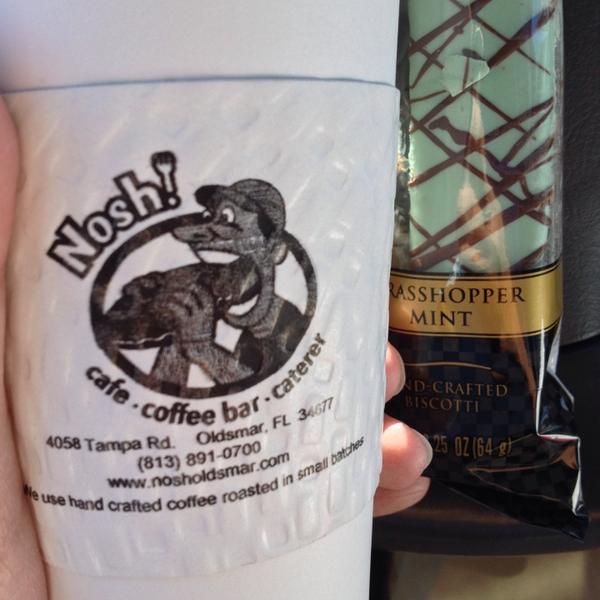 Nosh!
cafe · coffee bar · caterer
4058 Tampa Rd. Oldsmar, FL 34677
(813) 891-0700
www.nosholdsmar.com
We use hand crafted coffee roasted in small batches
RASSHOPPER
MINT
ND-CRAFTED
BISCOTTI
25 OZ (64 g)